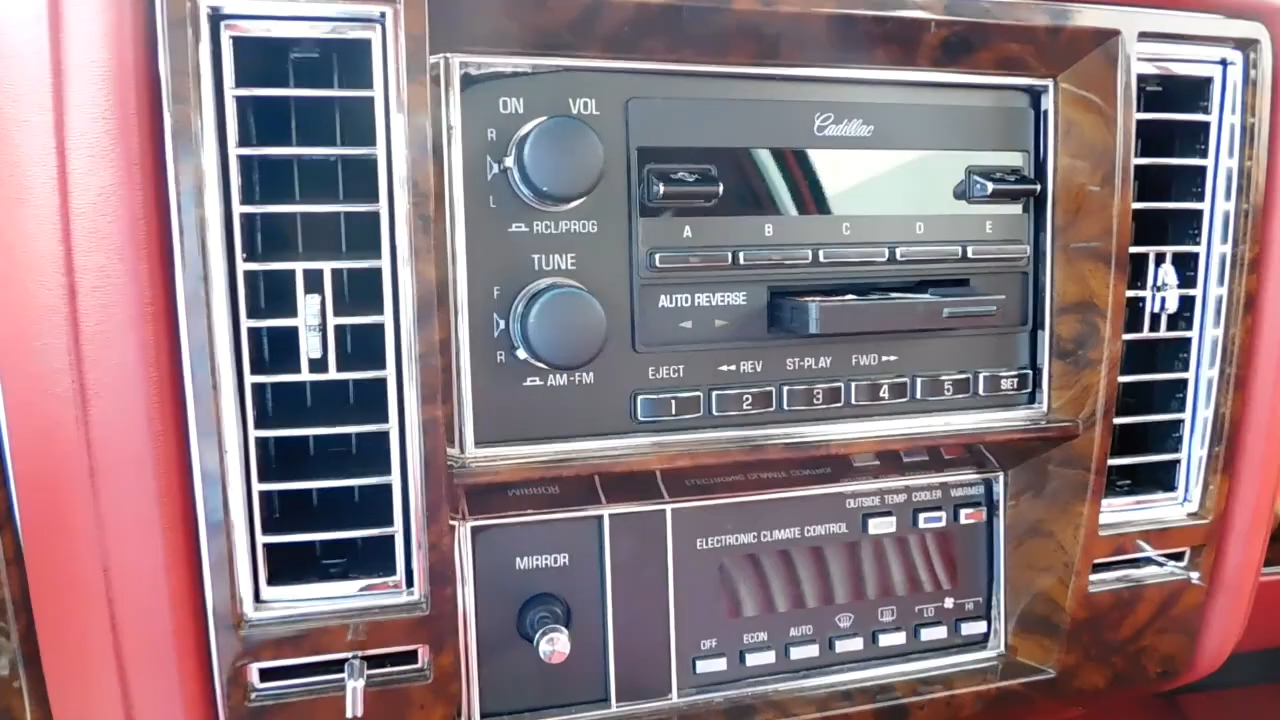 ON VOL
Cadillac
R
L
RCL/PROG
A B C D E
TUNE
F
R
AM-FM
AUTO REVERSE
EJECT REV ST-PLAY FWD
1 2 3 4 5 SET
MIRROR
OUTSIDE TEMP COOLER WARMER
ELECTRONIC CLIMATE CONTROL
OFF ECON AUTO LO HI